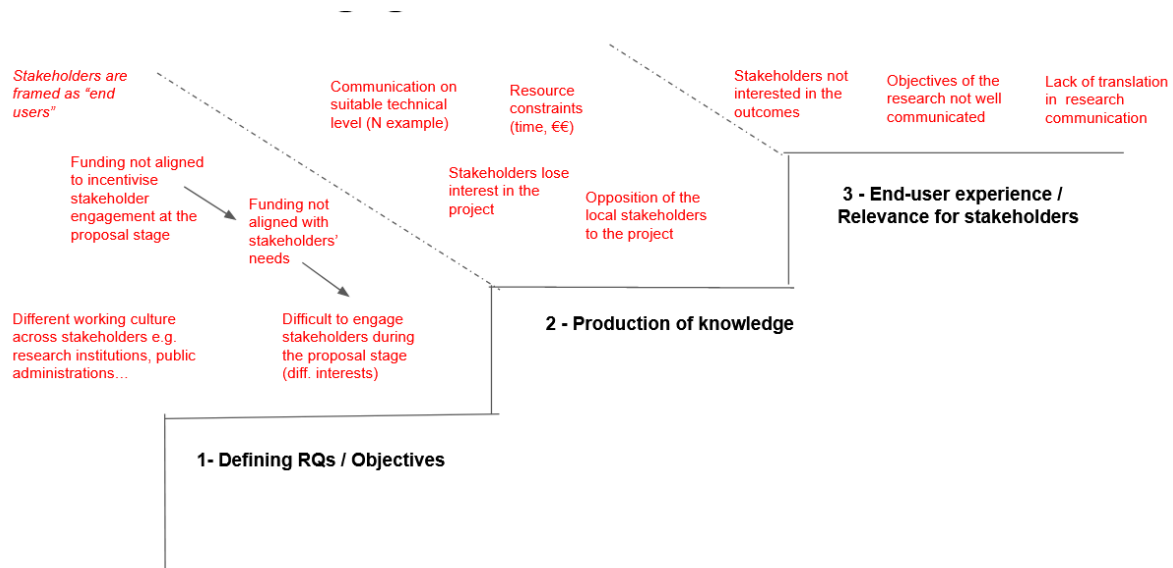 Stakeholders are
framed as “end
users”
Funding not aligned
to incentivise
stakeholder
engagement at the
proposal stage
Funding not
aligned with
stakeholders’
needs
Different working culture
across stakeholders e.g.
research institutions, public
administrations…
Difficult to engage
stakeholders during
the proposal stage
(diff. interests)
1- Defining RQs / Objectives
Communication on
suitable technical
level (N example)
Resource
constraints
(time, €€)
Stakeholders lose
interest in the
project
Opposition of the
local stakeholders
to the project
2 - Production of knowledge
Stakeholders not
interested in the
outcomes
Objectives of the
research not well
communicated
Lack of translation
in research
communication
3 - End-user experience /
Relevance for stakeholders